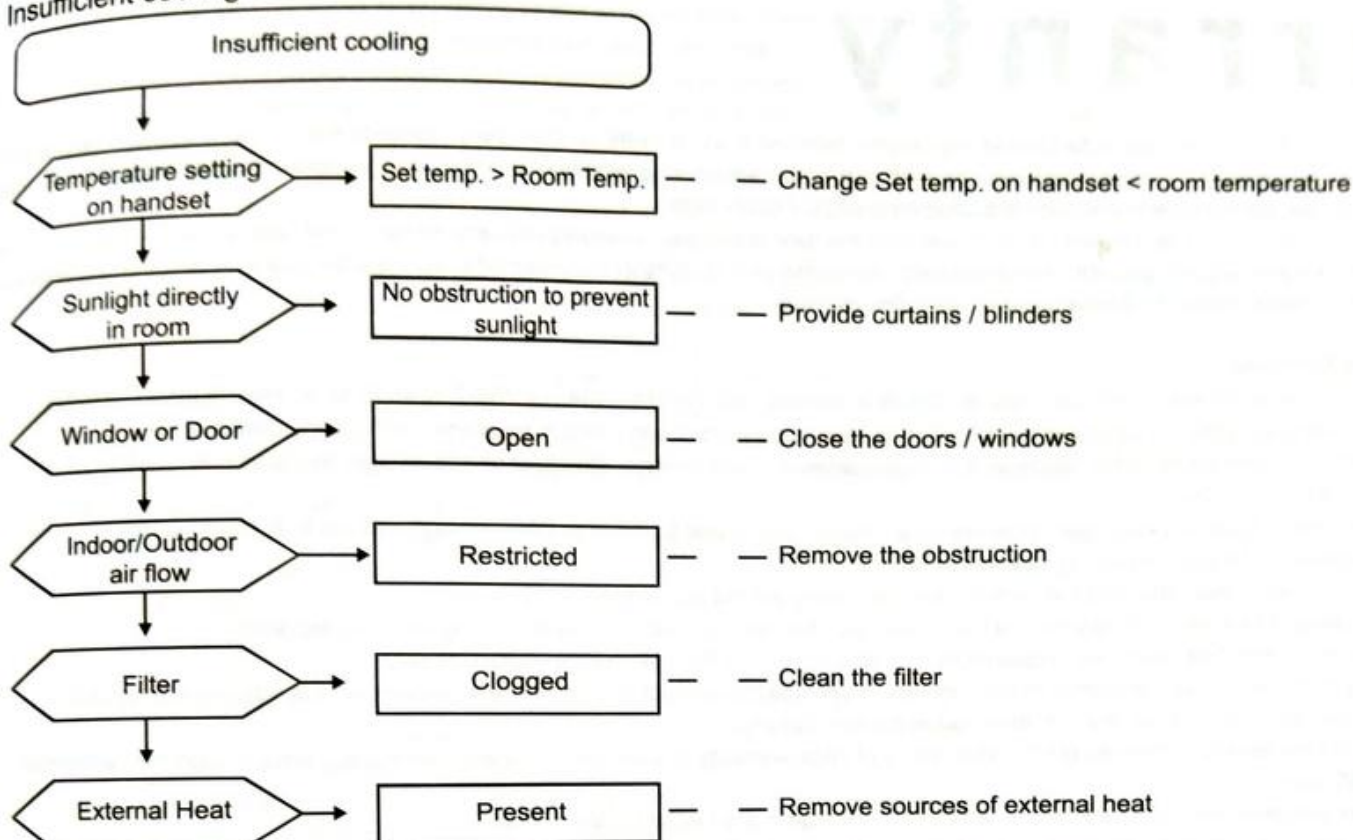 Insufficient cooling
Insufficient cooling
Temperature setting
on handset
Set temp. > Room Temp.
Change Set temp. on handset < room temperature
Sunlight directly
in room
No obstruction to prevent
sunlight
Provide curtains / blinders
Window or Door
Open
Close the doors / windows
Indoor/Outdoor
air flow
Restricted
Remove the obstruction
Filter
Clogged
Clean the filter
External Heat
Present
Remove sources of external heat